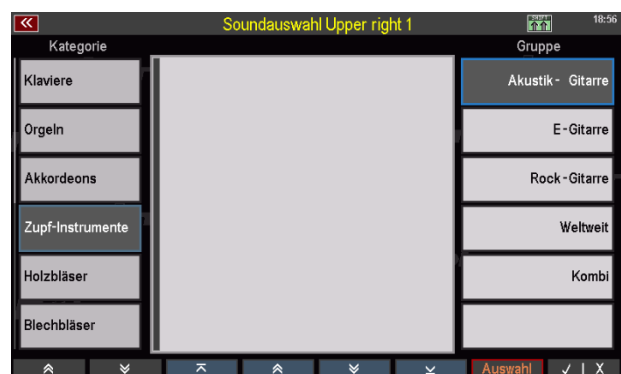 Soundauswahl Upper right 1
18:56
Kategorie
Gruppe
Klaviere
Orgeln
Akkordeons
Zupf-Instrumente
Holzbläser
Blechbläser
Akustik- Gitarre
E-Gitarre
Rock-Gitarre
Weltweit
Kombi
Auswahl
✓ | X